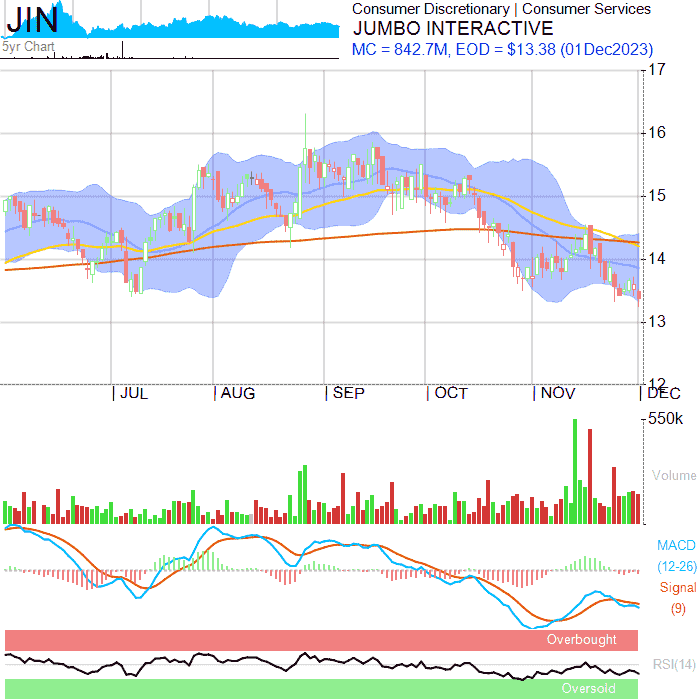 JIN
5yr Chart
Consumer Discretionary | Consumer Services
JUMBO INTERACTIVE
MC = 842.7M, EOD = $13.38 (01Dec2023)
17
16
15
14
13
12
JUL
AUG
SEP
OCT
NOV
DEC
550k
Volume
MACD
(12-26)
Signal
(9)
Overbought
RSI(14)
Oversold